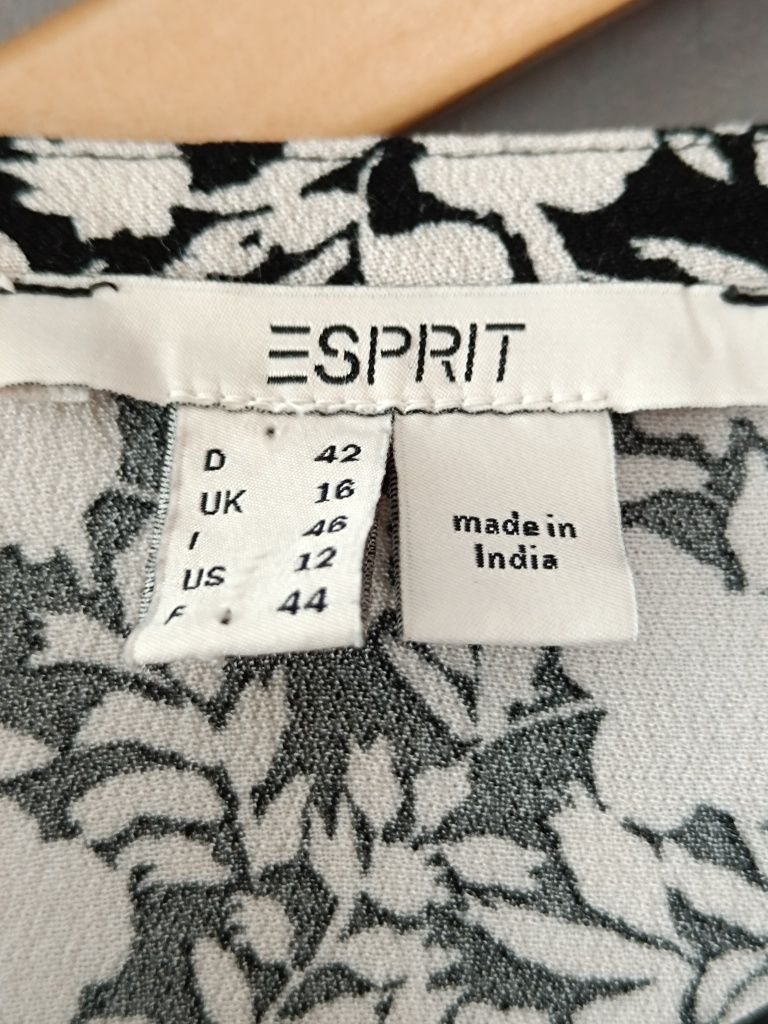 ESPRIT
D 42
UK 16
I 46
US 12
F 44
made in
India